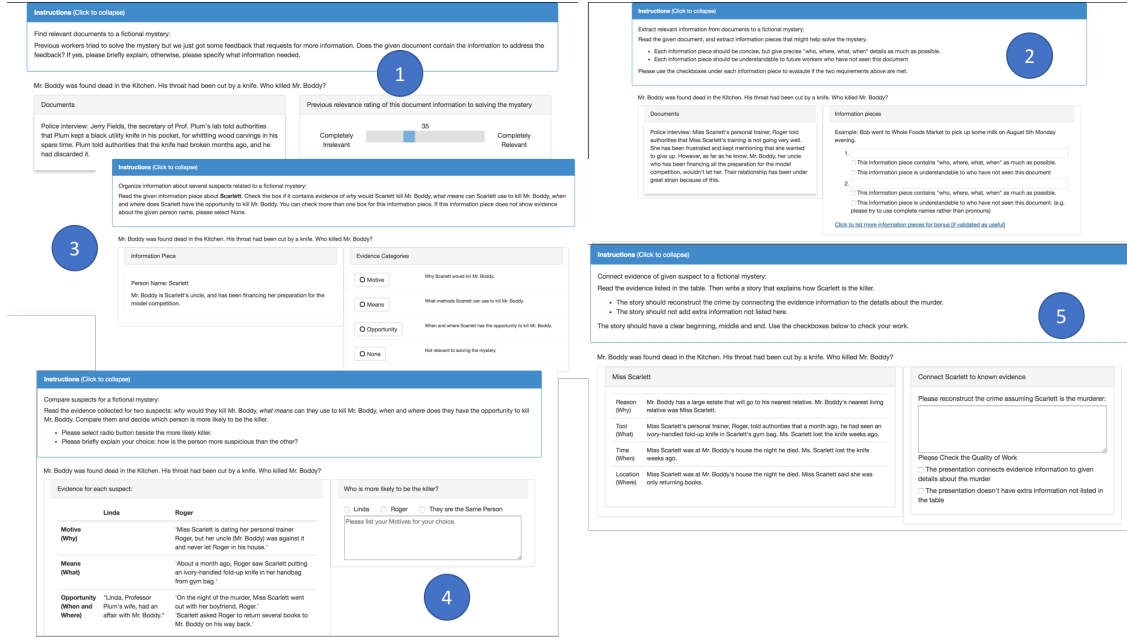 Instructions (Click to collapse)
Find relevant documents to a fictional mystery:
Previous workers tried to solve the mystery but we just got some feedback that requests for more information. Does the given document contain the information to address the
feedback? If yes, please briefly explain; otherwise, please specify what information needed.
1
Mr. Boddy was found dead in the Kitchen. His throat had been cut by a knife. Who killed Mr. Boddy?
Documents
Police interview: Jerry Fields, the secretary of Prof. Plum's lab told authorities
that Plum kept a black utility knife in his pocket, for whittling wood carvings in his
spare time. Plum told authorities that the knife had broken months ago, and he
had discarded it.
Previous relevance rating of this document information to solving the mystery
35
Completely
Irrelevant
Completely
Relevant
Instructions (Click to collapse)
Extract relevant information from documents to a fictional mystery:
Read the given document, and extract information pieces that might help solve the mystery.
• Each information piece should be concise, but give precise "who, where, what, when" details as much as possible.
• Each information piece should be understandable to future workers who have not seen this document
Please use the checkboxes under each information piece to evalaute if the two requirements above are met.
2
Mr. Boddy was found dead in the Kitchen. His throat had been cut by a knife. Who killed Mr. Boddy?
Documents
Police interview: Miss Scarlett's personal trainer, Roger told
authorities that Miss Scarlett's training is not going very well.
She has been frustrated and kept mentioning that she wanted
to give up. However, as far as he know, Mr. Boddy, her uncle
who has been financing all the preparation for the model
competition, wouldn't let her. Their relationship has been under
great strain because of this.
Information pieces
Example: Bob went to Whole Foods Market to pick up some milk on August 5th Monday
evening.
1.
This information piece contains "who, where, what, when" as much as possible.
This information piece is understandable to who have not seen this document
2.
This information piece contains "who, where, what, when" as much as possible.
This information piece is understandable to who have not seen this document. (e.g.
please try to use complete names rather than pronouns)
Click to list more information pieces for bonus [if validated as useful]
Instructions (Click to collapse)
Organize information about several suspects related to a fictional mystery:
Read the given information piece about Scarlett. Check the box if it contains evidence of why would Scarlett kill Mr. Boddy, what means can Scarlett use to kill Mr. Boddy, when
and where does Scarlett have the opportunity to kill Mr. Boddy. You can check more than one box for this information piece. If this information piece does not show evidence
about the given person name, please select None.
3
Mr. Boddy was found dead in the Kitchen. His throat had been cut by a knife. Who killed Mr. Boddy?
Information Piece
Person Name: Scarlett
Mr. Boddy is Scarlett's uncle, and has been financing her preparation for the
model competition.
Evidence Categories
Motive
Why Scarlett would kill Mr. Boddy.
Means
What methods Scarlett can use to kill Mr. Boddy.
Opportunity
When and where Scarlett has the opportunity to kill Mr. Boddy.
None
Not relevant to solving the mystery.
Instructions (Click to collapse)
Compare suspects for a fictional mystery:
Read the evidence collected for two suspects: why would they kill Mr. Boddy, what means can they use to kill Mr. Boddy, when and where does they have the opportunity to kill
Mr. Boddy. Compare them and decide which person is more likely to be the killer.
• Please select radio button beside the more likely killer.
• Please briefly explain your choice: how is the person more suspicious than the other?
Mr. Boddy was found dead in the Kitchen. His throat had been cut by a knife. Who killed Mr. Boddy?
Evidence for each suspect:
Linda Roger
Motive
(Why)
'Miss Scarlett is dating her personal trainer
Roger, but her uncle (Mr. Boddy) was against it
and never let Roger in his house.'
Means
(What)
'About a month ago, Roger saw Scarlett putting
an ivory-handled fold-up knife in her handbag
from gym bag.'
Opportunity
(When and
Where)
"Linda, Professor
Plum's wife, had an
affair with Mr. Boddy."
'On the night of the murder, Miss Scarlett went
out with her boyfriend, Roger.'
'Scarlett asked Roger to return several books to
Mr. Boddy on his way back.'
Who is more likely to be the killer?
Linda Roger They are the Same Person
Please list your Motives for your choice.
4
Instructions (Click to collapse)
Connect evidence of given suspect to a fictional mystery:
Read the evidence listed in the table. Then write a story that explains how Scarlett is the killer.
• The story should reconstruct the crime by connecting the evidence information to the details about the murder.
• The story should not add extra information not listed here.
The story should have a clear beginning, middle and end. Use the checkboxes below to check your work.
5
Mr. Boddy was found dead in the Kitchen. His throat had been cut by a knife. Who killed Mr. Boddy?
Miss Scarlett
Reason
(Why)
Mr. Boddy has a large estate that will go to his nearest relative. Mr. Boddy's nearest living
relative was Miss Scarlett.
Tool
(What)
Miss Scarlett's personal trainer, Roger, told authorities that a month ago, he had seen an
ivory-handled fold-up knife in Scarlett's gym bag. Ms. Scarlett lost the knife weeks ago.
Time
(When)
Miss Scarlett was at Mr. Boddy's house the night he died. Ms. Scarlett lost the knife
weeks ago.
Location
(Where)
Miss Scarlett was at Mr. Boddy's house the night he died. Miss Scarlett said she was
only returning books.
Connect Scarlett to known evidence
Please reconstruct the crime assuming Scarlett is the murderer:
Please Check the Quality of Work
The presentation connects evidence information to given
details about the murder
The presentation doesn't have extra information not listed in
the table